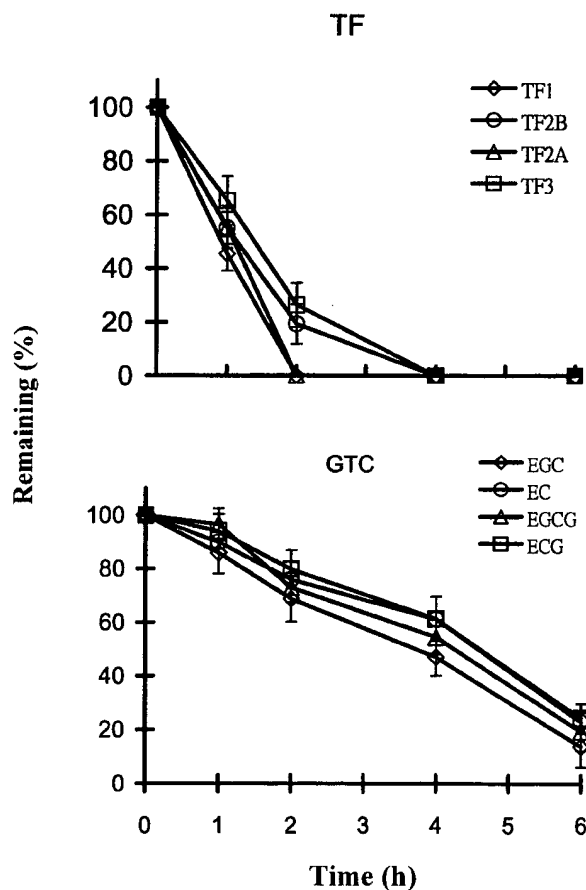 TF
TF1
TF2B
TF2A
TF3
100
80
60
40
20
0
Remaining (%)
GTC
EGC
EC
EGCG
ECG
100
80
60
40
20
0
0 1 2 3 4 5 6
Time (h)